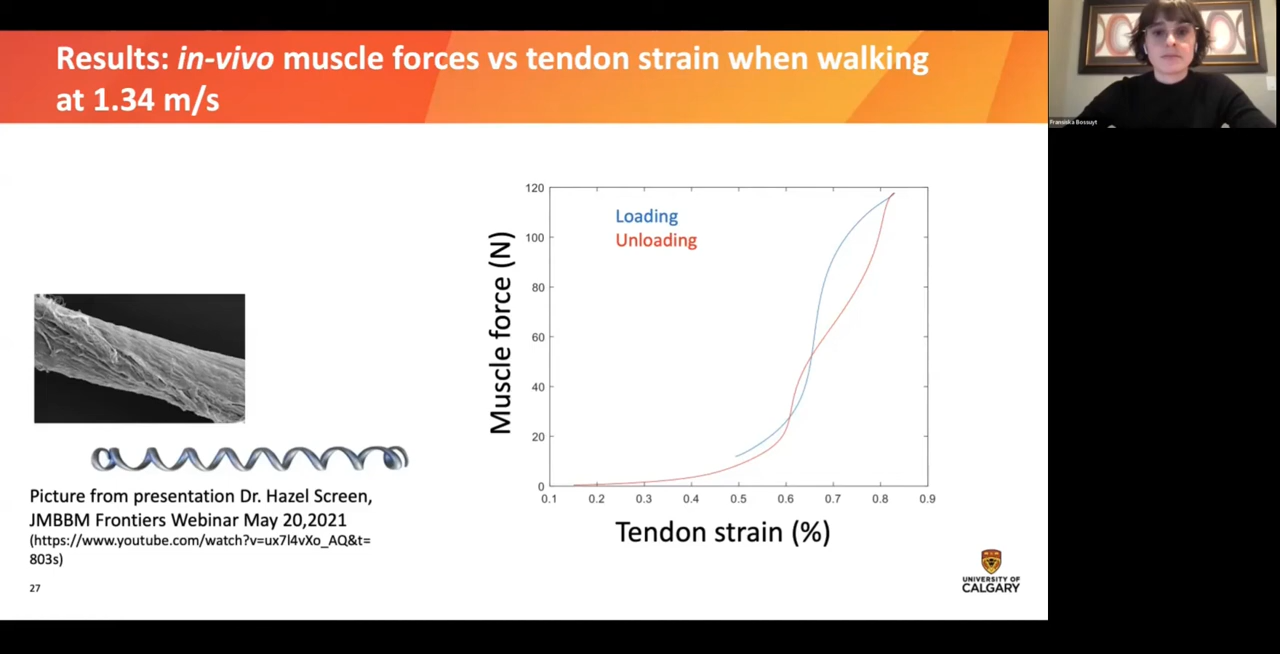 Results: in-vivo muscle forces vs tendon strain when walking
at 1.34 m/s
Fransiska Bossuyt
Loading
Unloading
Muscle force (N)
120
100
80
60
40
20
0
0.1 0.2 0.3 0.4 0.5 0.6 0.7 0.8 0.9
Tendon strain (%)
Picture from presentation Dr. Hazel Screen,
JMBBM Frontiers Webinar May 20,2021
(https://www.youtube.com/watch?v=ux7l4vXo_AQ&t=
803s)
27
UNIVERSITY OF
CALGARY